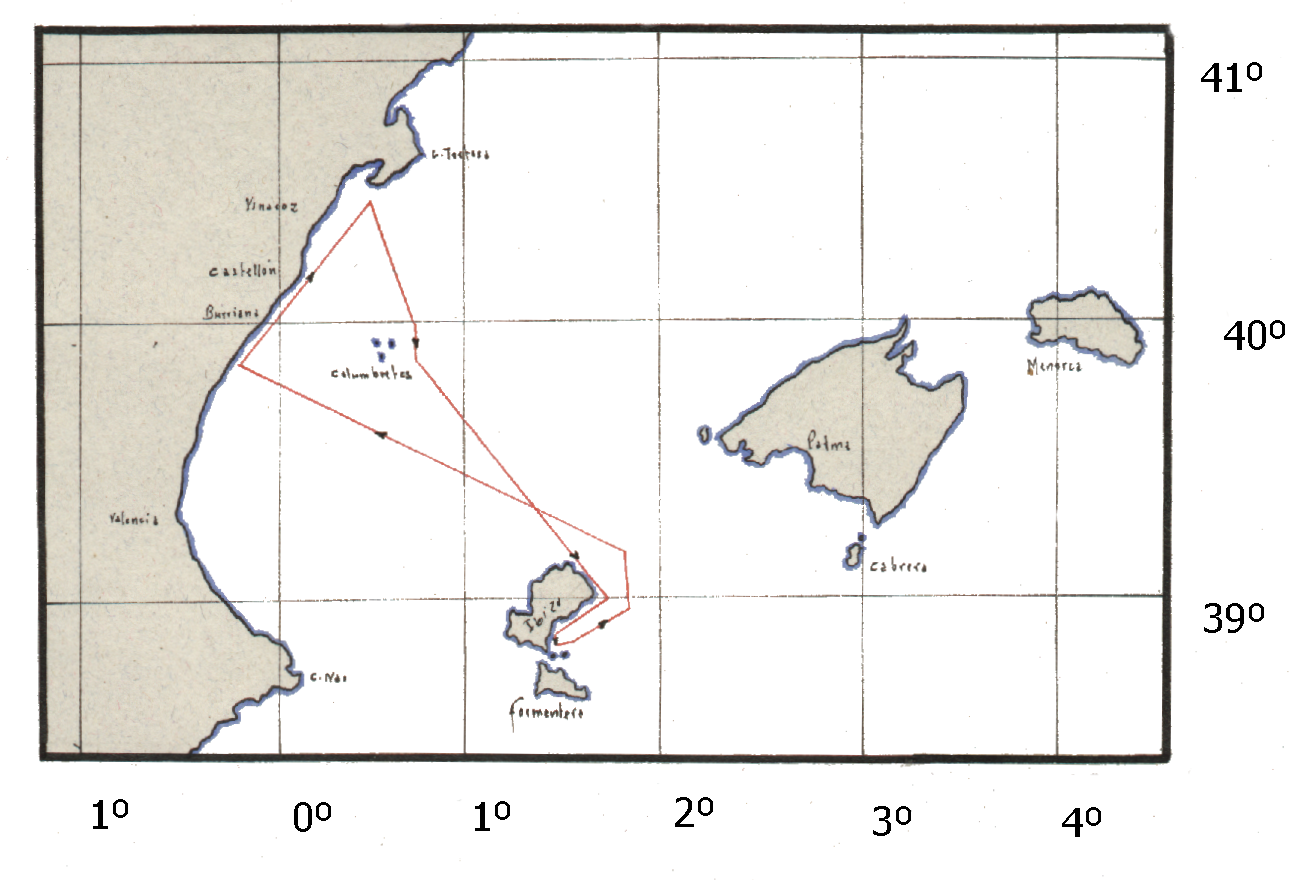 41º
C. Tortosa
Vinaroz
Castellón
Burriana
40º
Columbretes
Menorca
Palma
Valencia
Cabrera
Ibiza
39º
C. Nao
Formentera
1º 0º 1º 2º 3º 4º